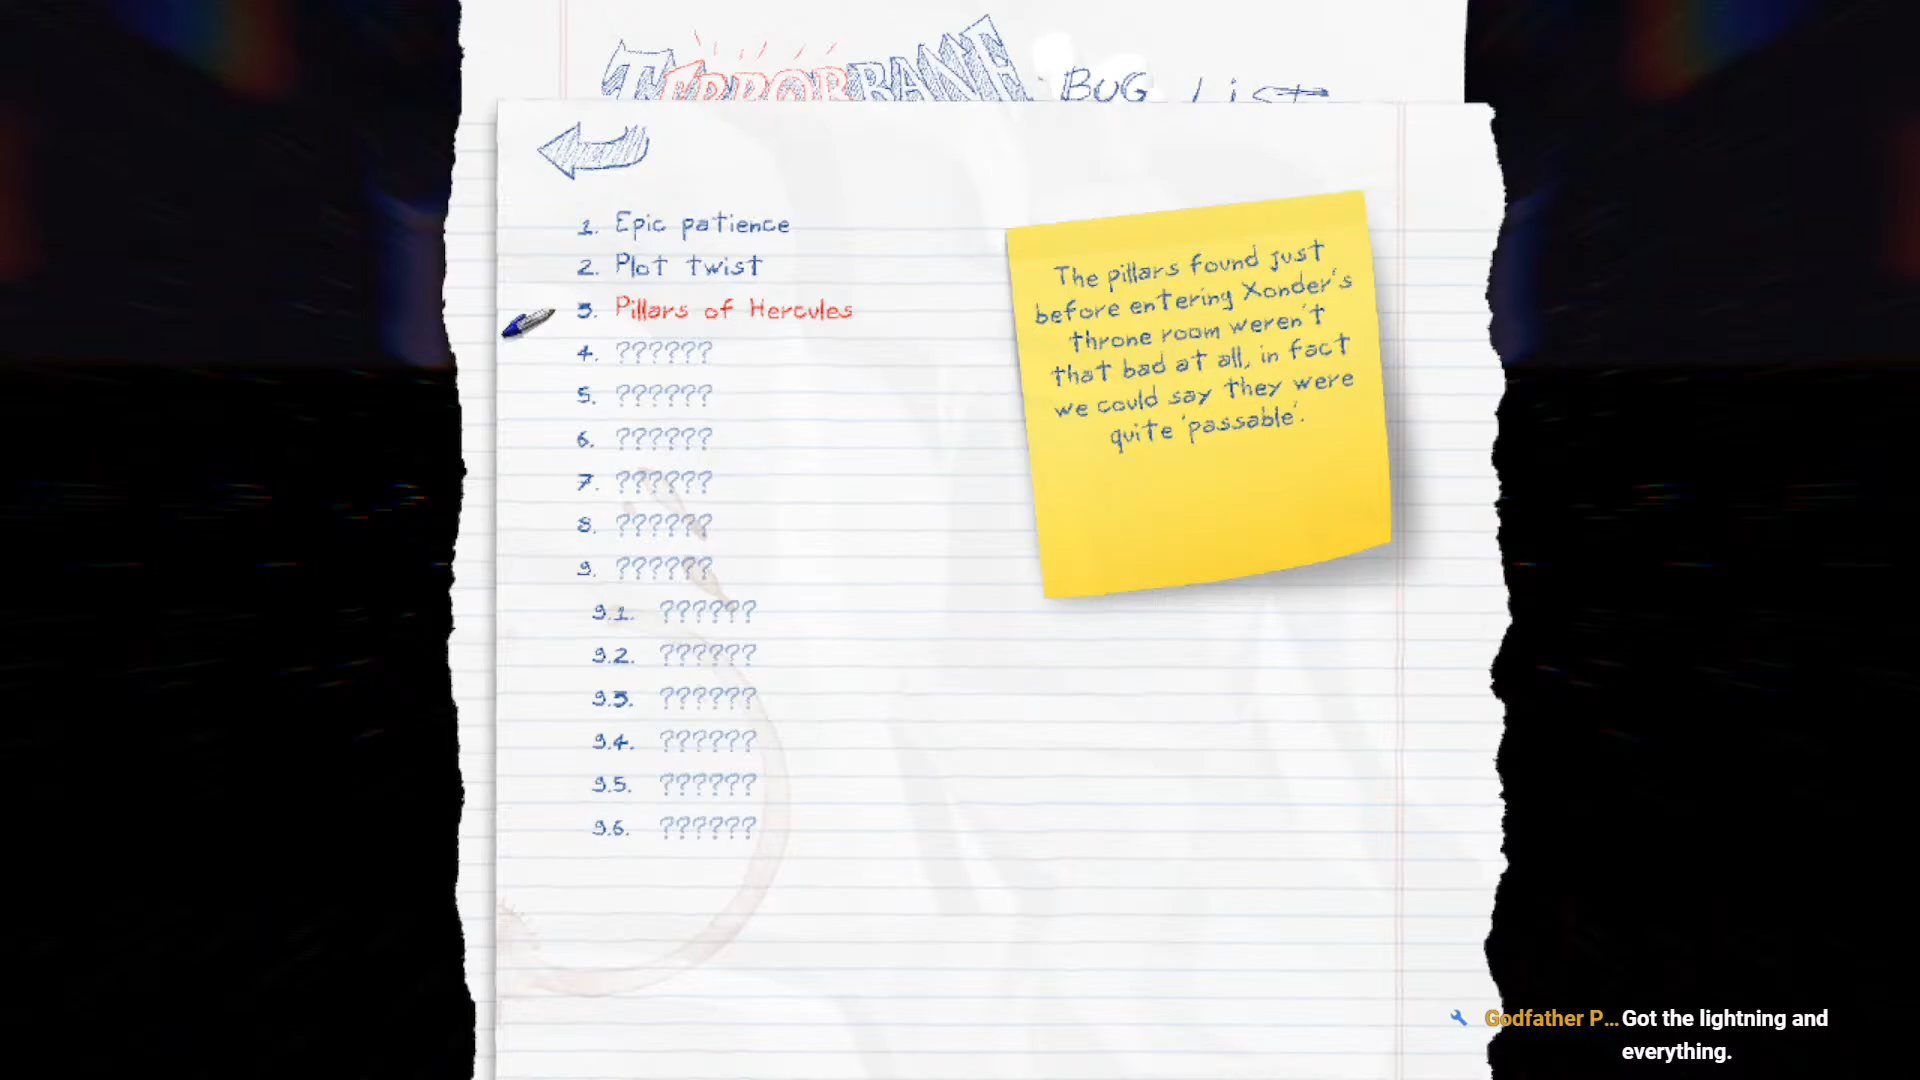 TERRORBANE BUG List
1. Epic patience
2. Plot twist
3. Pillars of Hercules
4. ??????
5. ??????
6. ??????
7. ??????
8. ??????
9. ??????
9.1. ??????
9.2. ??????
9.3. ??????
9.4. ??????
9.5. ??????
9.6. ??????
The pillars found just
before entering Xonder's
throne room weren't
that bad at all, in fact
we could say they were
quite 'passable'.
Godfather P... Got the lightning and
everything.